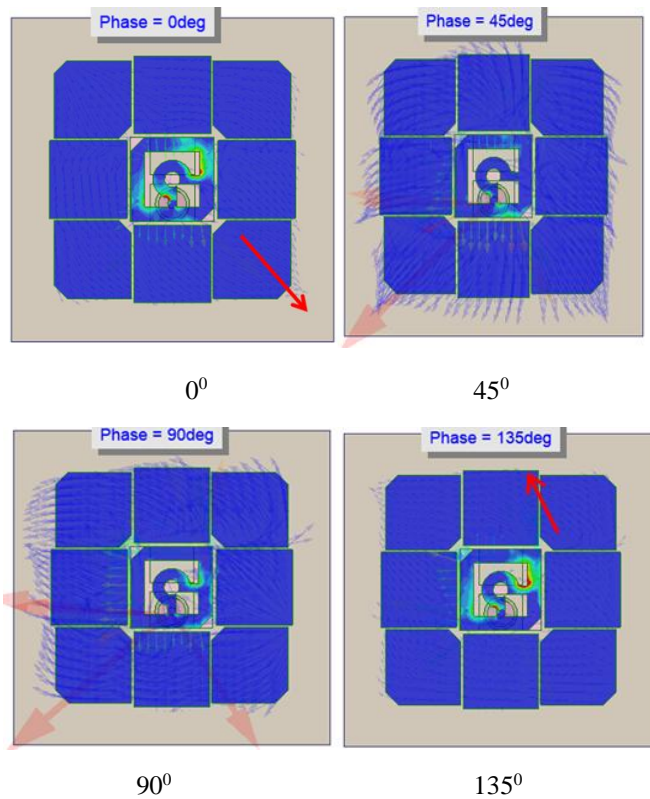 Phase = 0deg
Phase = 45deg
0⁰
45⁰
Phase = 90deg
Phase = 135deg
90⁰
135⁰